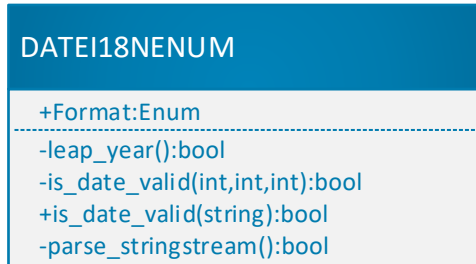 DATEI18NENUM
+Format:Enum
-leap_year():bool
-is_date_valid(int,int,int):bool
+is_date_valid(string):bool
-parse_stringstream():bool